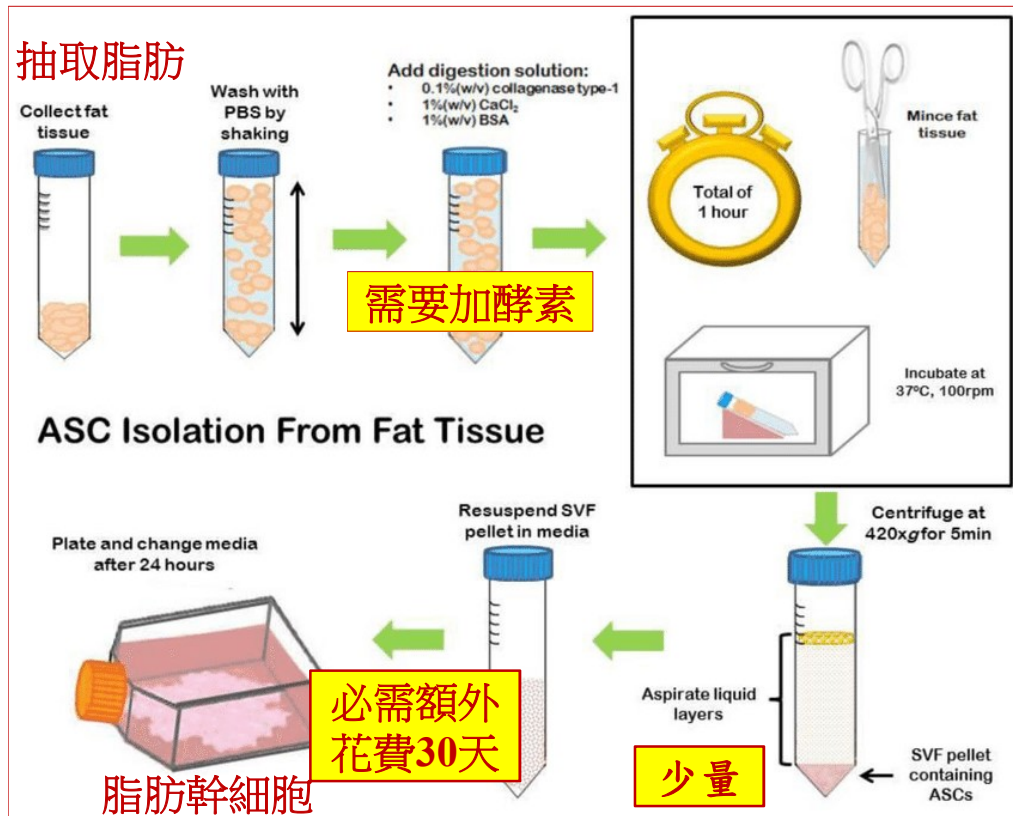 抽取脂肪
Collect fat
tissue
Wash with
PBS by
shaking
Add digestion solution:
• 0.1%(w/v) collagenase type-1
• 1%(w/v) CaCl₂
• 1%(w/v) BSA
需要加酵素
Total of
1 hour
Mince fat
tissue
Incubate at
37ºC, 100rpm
ASC Isolation From Fat Tissue
Centrifuge at
420xg for 5min
Aspirate liquid
layers
SVF pellet
containing
ASCs
少量
Resuspend SVF
pellet in media
必需額外
花費30天
Plate and change media
after 24 hours
脂肪幹細胞